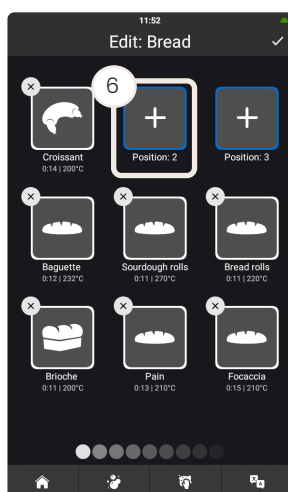 11:52
Edit: Bread
6
Croissant
0:14 | 200°C
Position: 2
Position: 3
Baguette
0:12 | 232°C
Sourdough rolls
0:11 | 270°C
Bread rolls
0:11 | 220°C
Brioche
0:11 | 200°C
Pain
0:13 | 210°C
Focaccia
0:15 | 210°C